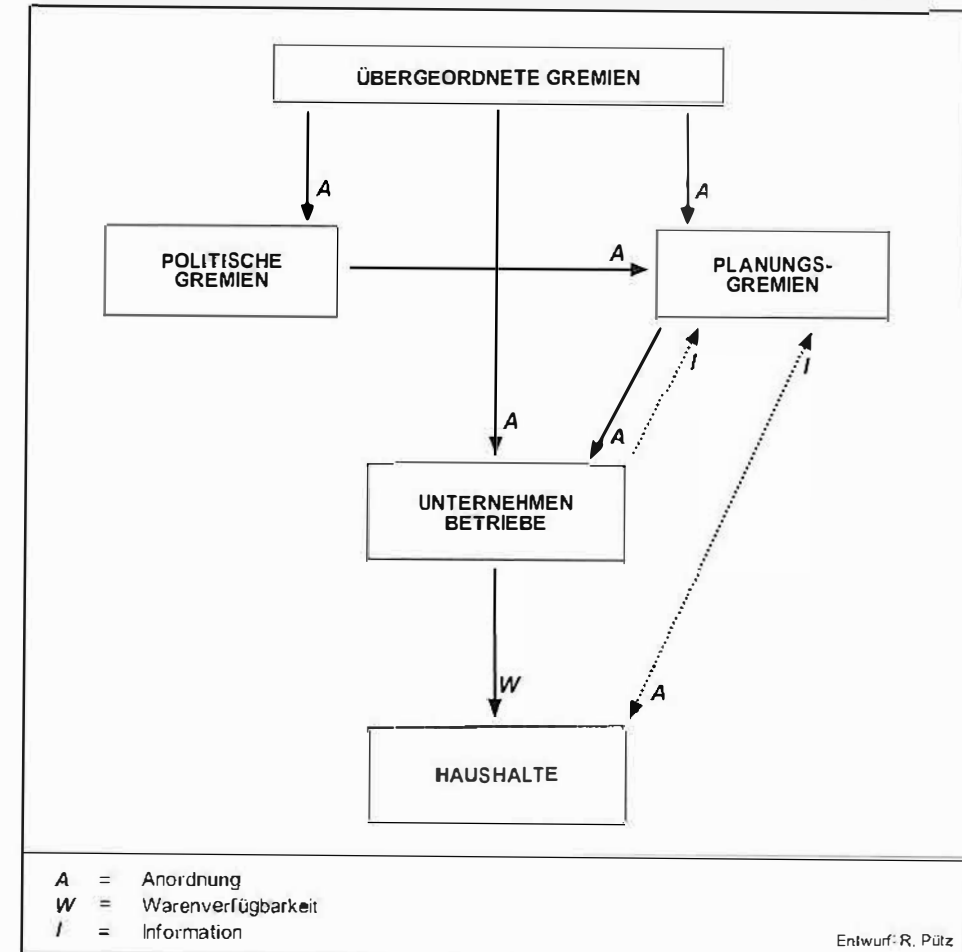 ÜBERGEORDNETE GREMIEN
A
A
POLITISCHE
GREMIEN
A
PLANUNGS-
GREMIEN
I
I
A
A
UNTERNEHMEN
BETRIEBE
W
A
HAUSHALTE
A = Anordnung
W = Warenverfügbarkeit
I = Information
Entwurf: R. Pütz